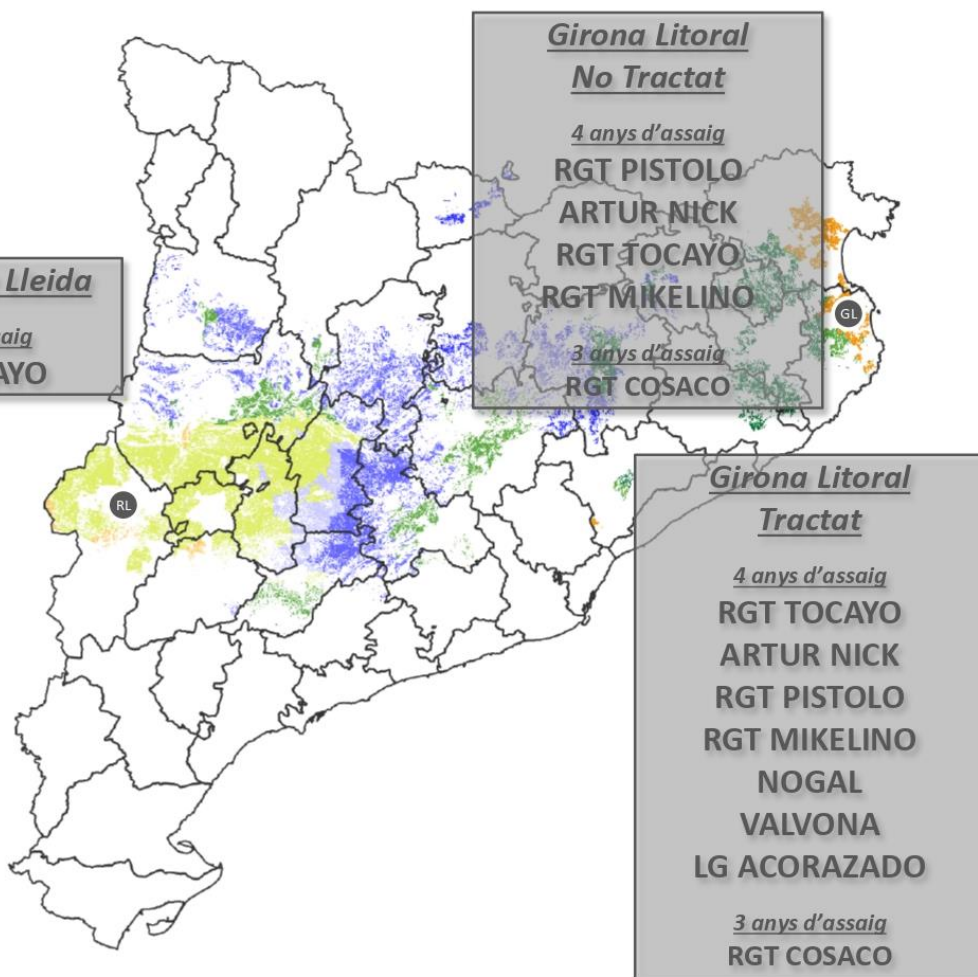 Girona Litoral
No Tractat
4 anys d’assaig
RGT PISTOLO
ARTUR NICK
RGT TOCAYO
RGT MIKELINO
3 anys d’assaig
RGT COSACO
Lleida
GL
RL
Girona Litoral
Tractat
4 anys d’assaig
RGT TOCAYO
ARTUR NICK
RGT PISTOLO
RGT MIKELINO
NOGAL
VALVONA
LG ACORAZADO
3 anys d’assaig
RGT COSACO